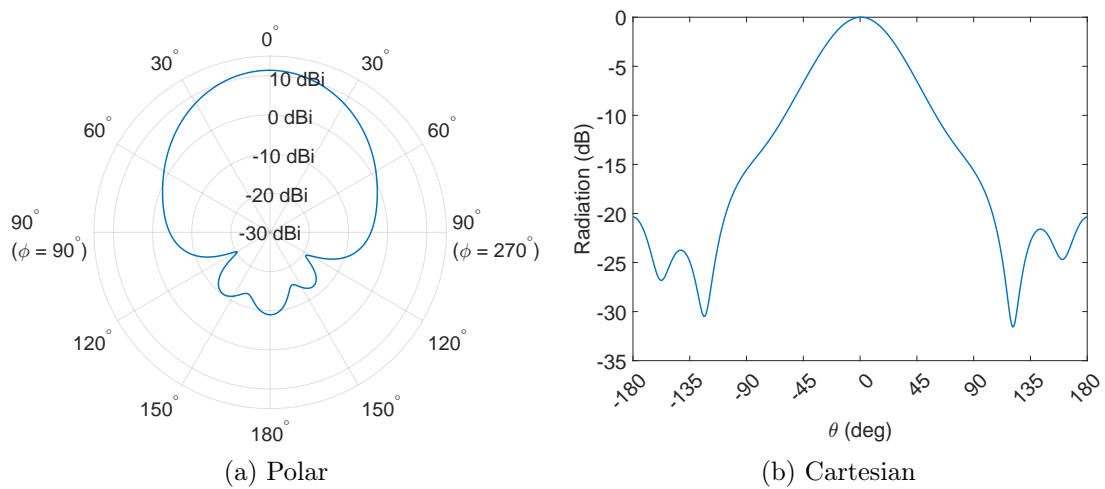 0°
30°
30°
10 dBi
60°
60°
0 dBi
-10 dBi
-20 dBi
90°
(ϕ = 90°)
-30 dBi
90°
(ϕ = 270°)
120°
120°
150°
150°
180°
(a) Polar
0
-5
-10
-15
-20
-25
-30
-35
Radiation (dB)
-180
-135
-90
-45
0
45
90
135
180
θ (deg)
(b) Cartesian